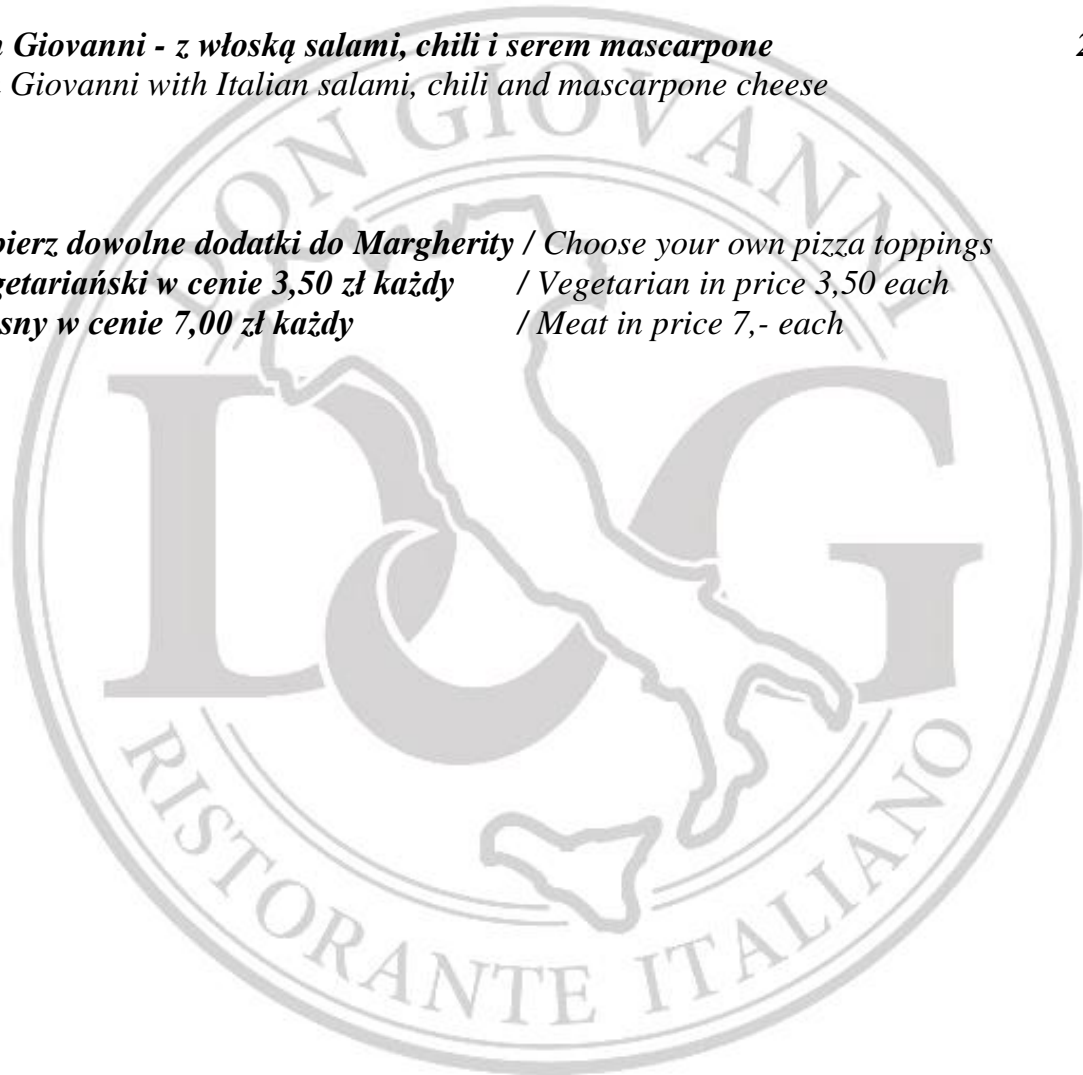 Giovanni - z włoską salami, chili i serem mascarpone 2
Giovanni with Italian salami, chili and mascarpone cheese
DON GIOVANNI
ierz dowolne dodatki do Margherity / Choose your own pizza toppings
getariański w cenie 3,50 zł każdy / Vegetarian in price 3,50 each
sny w cenie 7,00 zł każdy / Meat in price 7,- each
DG
RISTORANTE ITALIANO